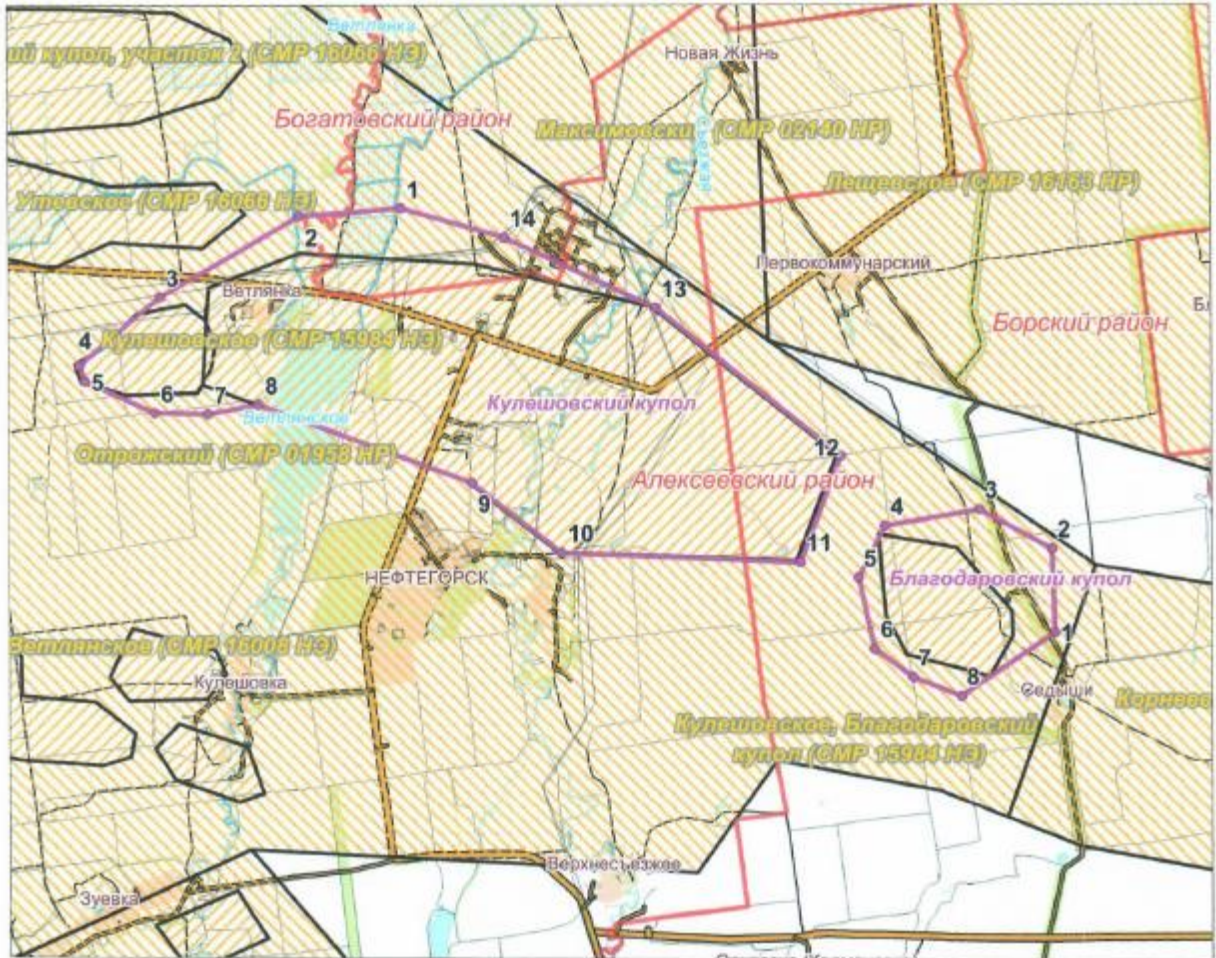 Ветлянка
ий купол, участок 2 (СМР 16066 НЭ)
Новая Жизнь
Богатовский район
Максимовски (СМР 02140 НР)
Лещевское (СМР 16163 НР)
Утевское (СМР 16066 НЭ)
1
14
2
Первокоммунарский
3
Ветлянка
13
Борский район
4
Кулешовское (СМР 15984 НЭ)
5
6
7
8
Кулешовский купол
Ветлянское
12
Отрожский (СМР 01958 НР)
Алексеевский район
9
3
4
2
10
11
5
НЕФТЕГОРСК
Благодаровский купол
6
1
Ветлянское (СМР 16008 НЭ)
7
8
Кулешовка
Седыши
Корнеев
Кулешовское, Благодаровский
купол (СМР 15984 НЭ)
Верхнесъезжее
Зуевка